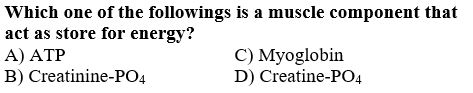 Which one of the followings is a muscle component that
act as store for energy?
A) ATP C) Myoglobin
B) Creatinine-PO₄ D) Creatine-PO₄